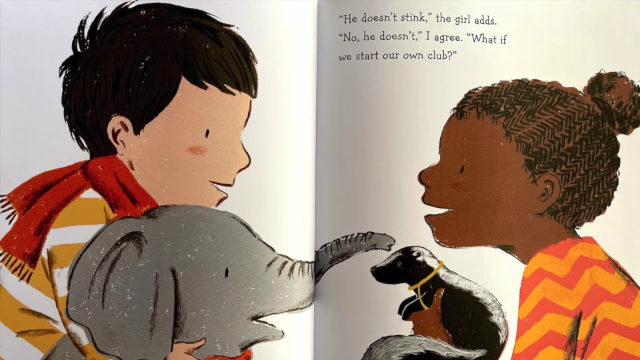 “He doesn’t stink,” the girl adds.
“No, he doesn’t,” I agree. “What if
we start our own club?”